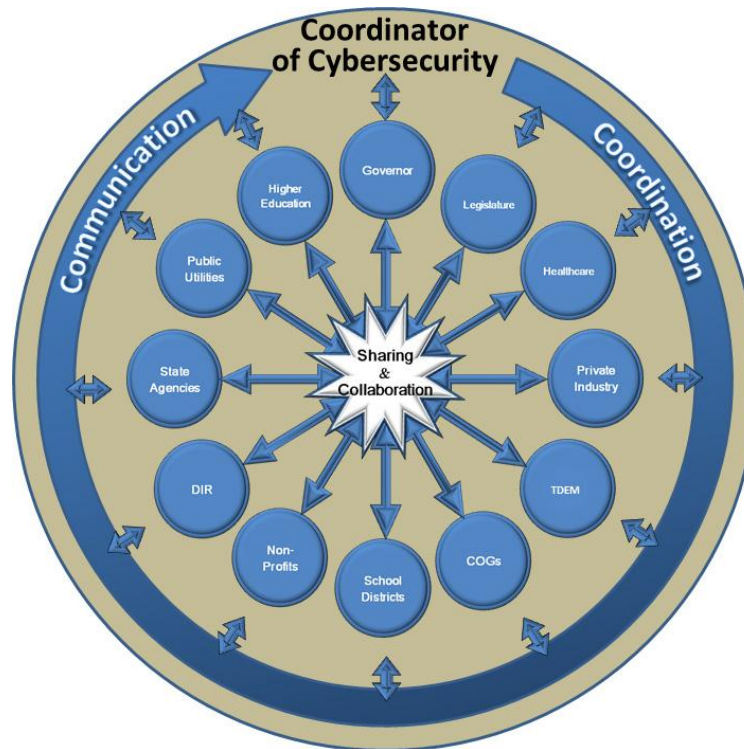 Coordinator
of Cybersecurity
Communication
Coordination
Governor
Legislature
Healthcare
Private
Industry
TDEM
COGs
School
Districts
Non-
Profits
DIR
State
Agencies
Public
Utilities
Higher
Education
Sharing
&
Collaboration